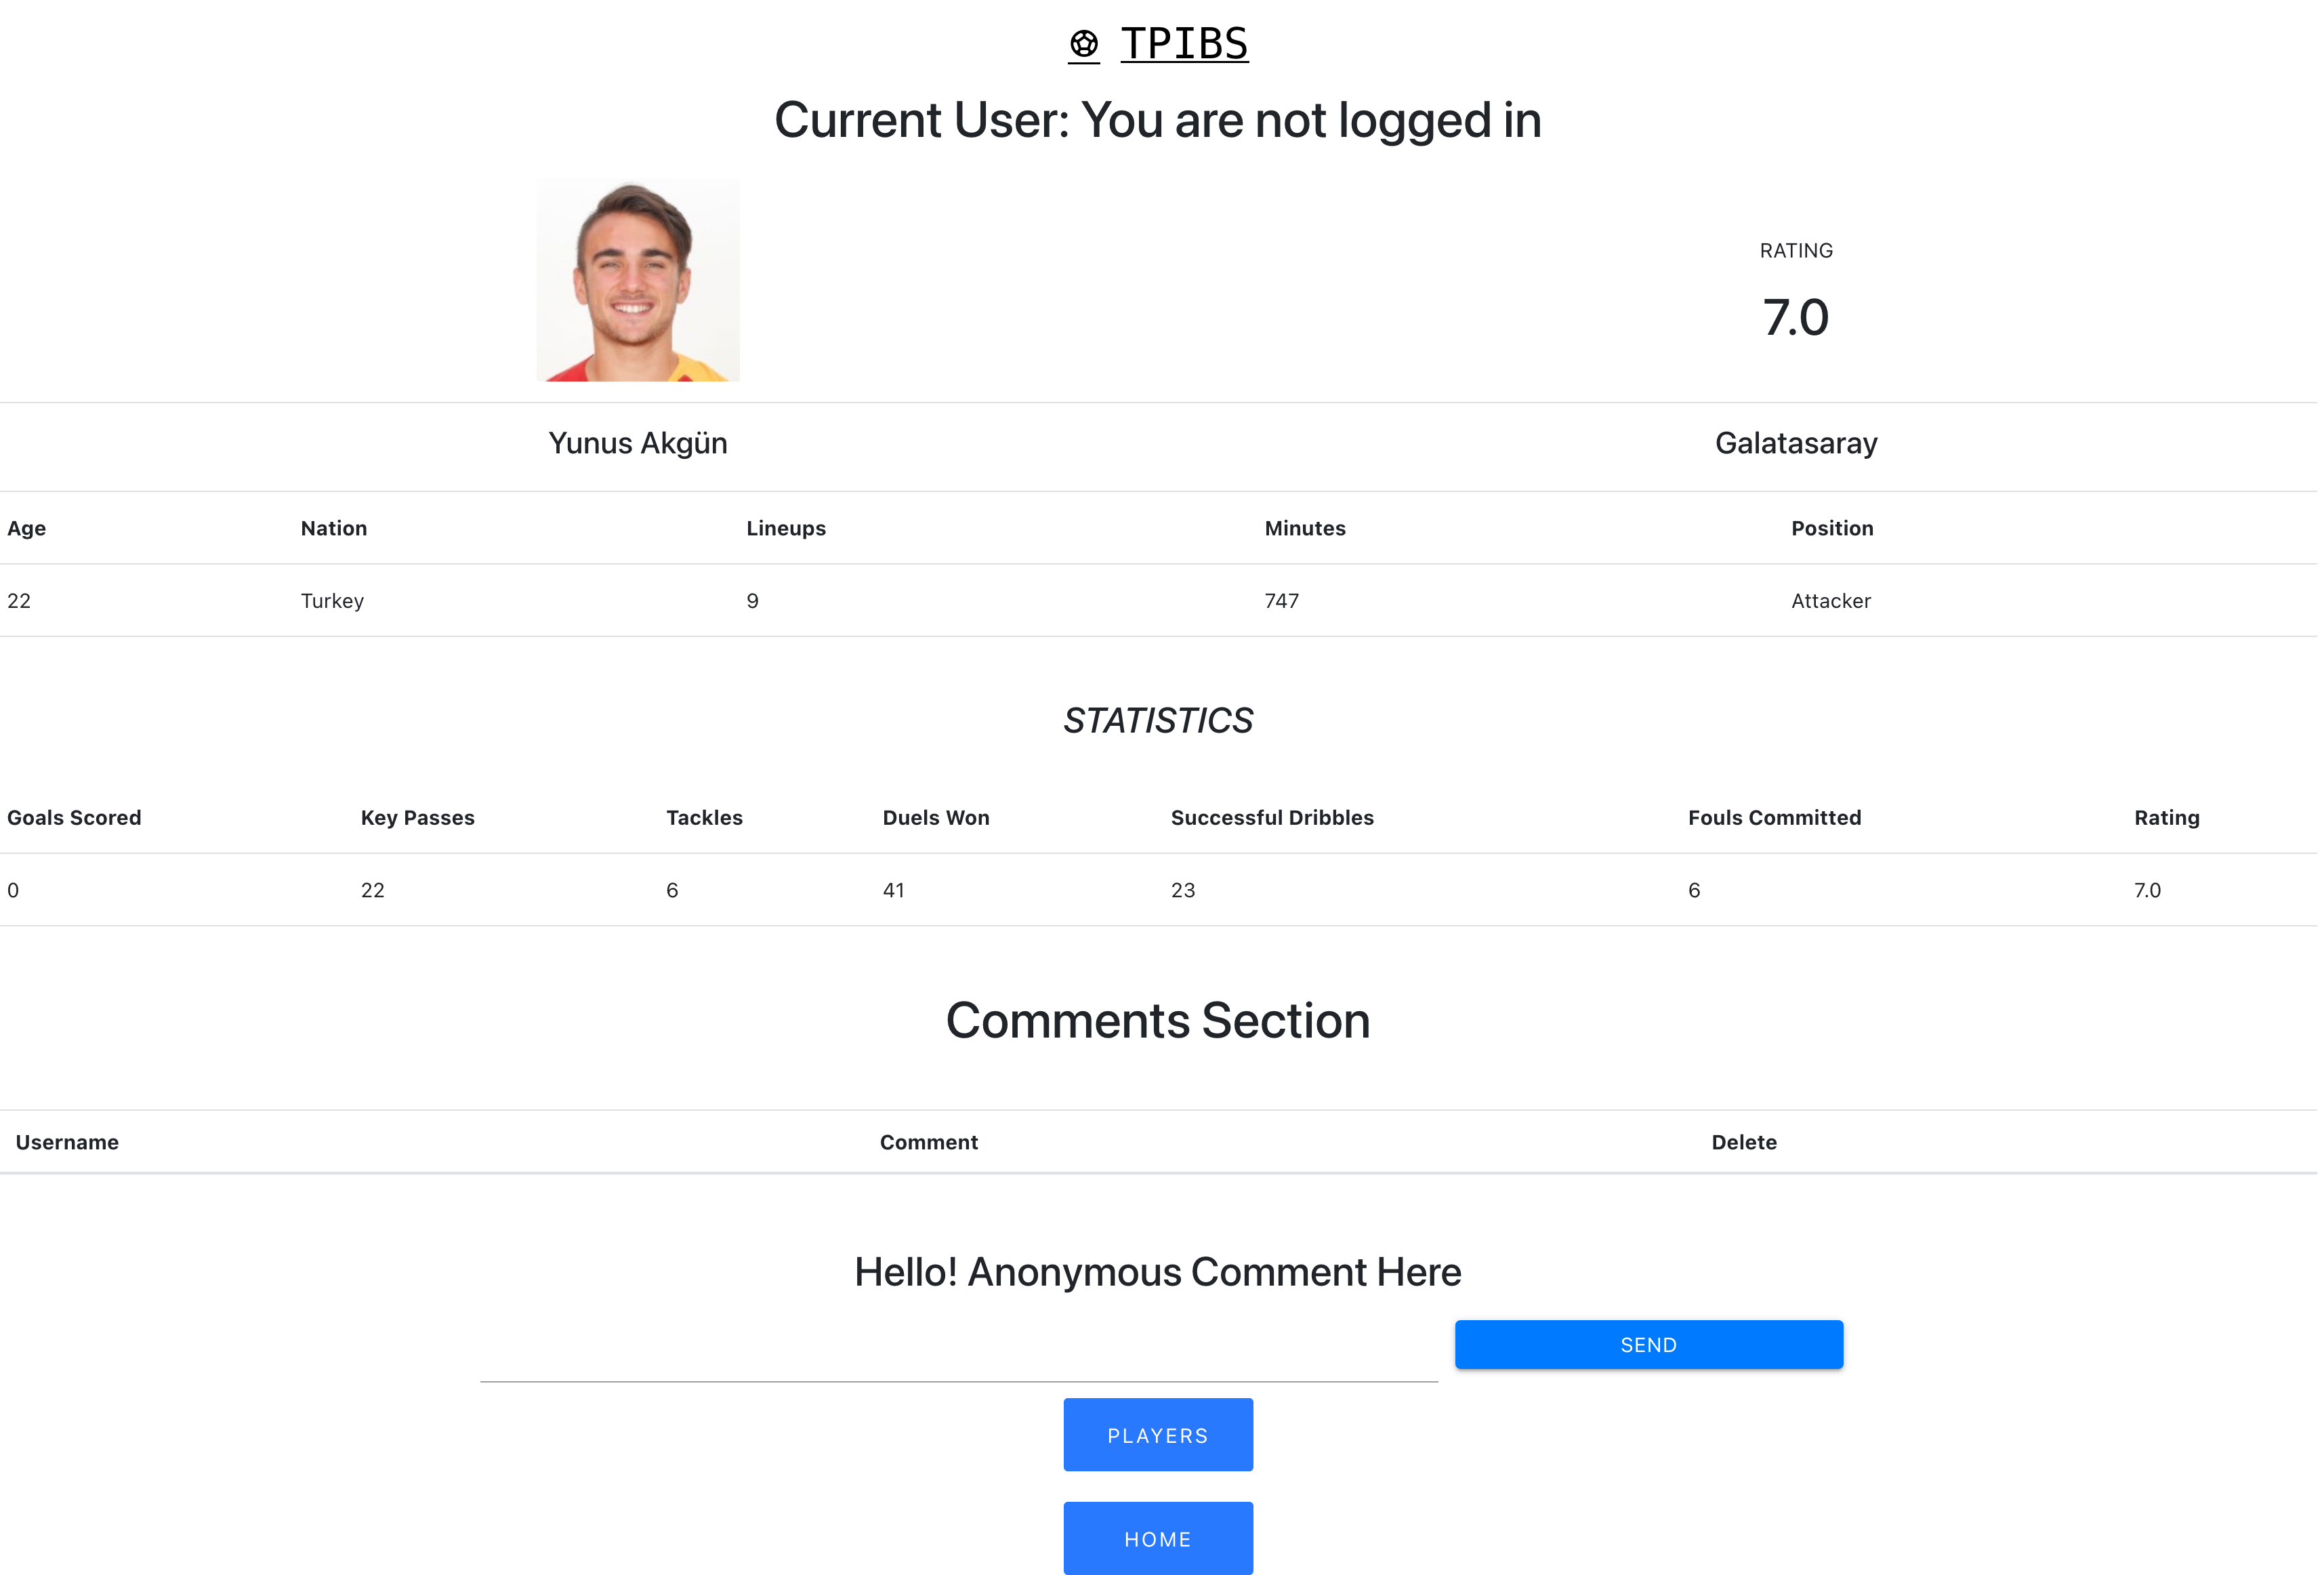 TPIBS
Current User: You are not logged in
RATING
7.0
Yunus Akgün Galatasaray
Age Nation Lineups Minutes Position
22 Turkey 9 747 Attacker
STATISTICS
Goals Scored Key Passes Tackles Duels Won Successful Dribbles Fouls Committed Rating
0 22 6 41 23 6 7.0
Comments Section
Username Comment Delete
Hello! Anonymous Comment Here
SEND
PLAYERS
HOME